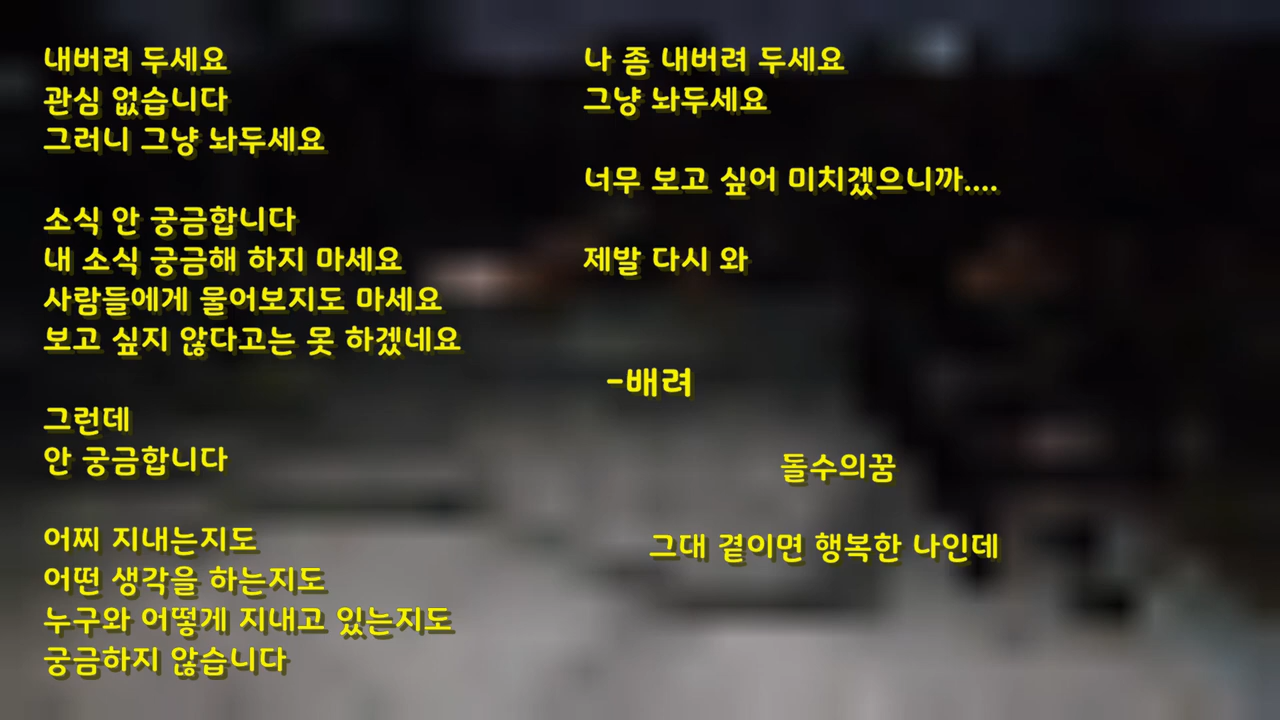 내버려 두세요
관심 없습니다
그러니 그냥 놔두세요
소식 안 궁금합니다
내 소식 궁금해 하지 마세요
사람들에게 물어보지도 마세요
보고 싶지 않다고는 못 하겠네요
그런데
안 궁금합니다
어찌 지내는지도
어떤 생각을 하는지도
누구와 어떻게 지내고 있는지도
궁금하지 않습니다
나 좀 내버려 두세요
그냥 놔두세요
너무 보고 싶어 미치겠으니까....
제발 다시 와
-배려
돌수의꿈
그대 곁이면 행복한 나인데